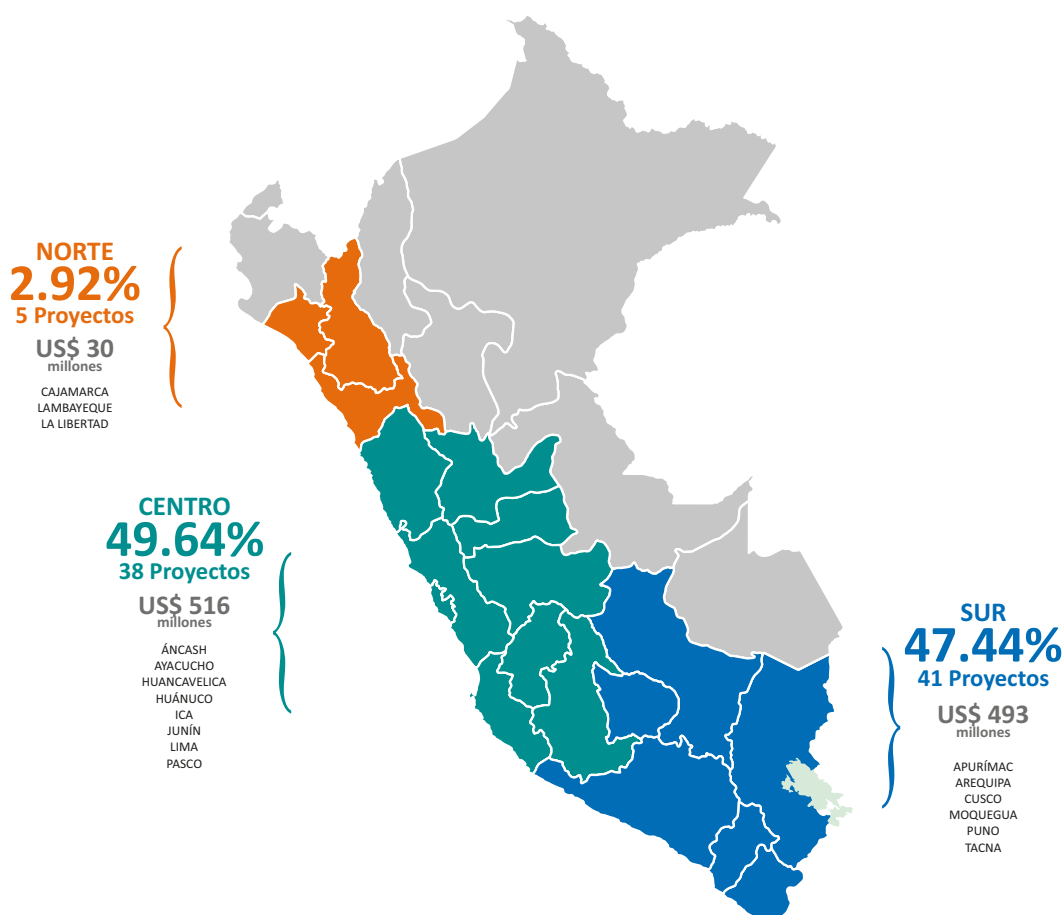 NORTE
2.92%
5 Proyectos
US$ 30
millones
CAJAMARCA
LAMBAYEQUE
LA LIBERTAD
CENTRO
49.64%
38 Proyectos
US$ 516
millones
ÁNCASH
AYACUCHO
HUANCAVELICA
HUÁNUCO
ICA
JUNÍN
LIMA
PASCO
SUR
47.44%
41 Proyectos
US$ 493
millones
APURÍMAC
AREQUIPA
CUSCO
MOQUEGUA
PUNO
TACNA